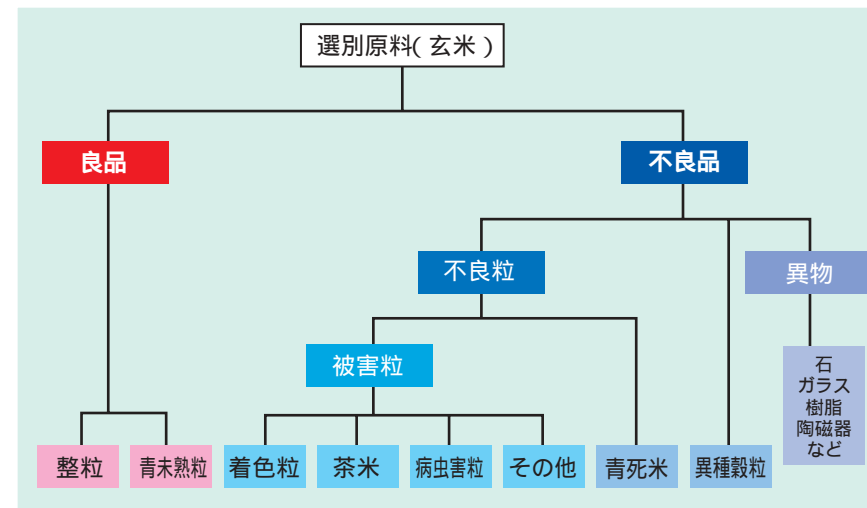 選別原料(玄米)
良品
不良品
不良粒
異物
被害粒
石
ガラス
樹脂
陶磁器
など
整粒
青未熟粒
着色粒
茶米
病虫害粒
その他
青死米
異種穀粒